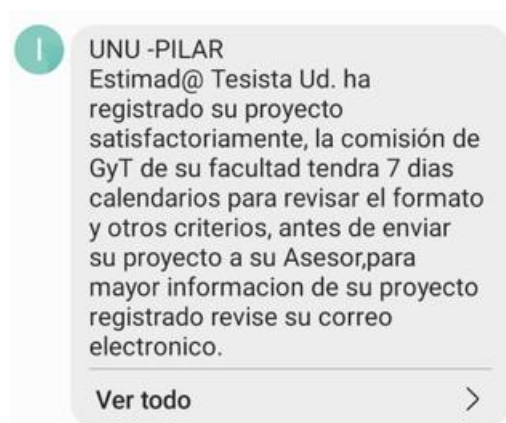 I
UNU -PILAR
Estimad@ Tesista Ud. ha
registrado su proyecto
satisfactoriamente, la comisión de
GyT de su facultad tendra 7 dias
calendarios para revisar el formato
y otros criterios, antes de enviar
su proyecto a su Asesor,para
mayor informacion de su proyecto
registrado revise su correo
electronico.
Ver todo